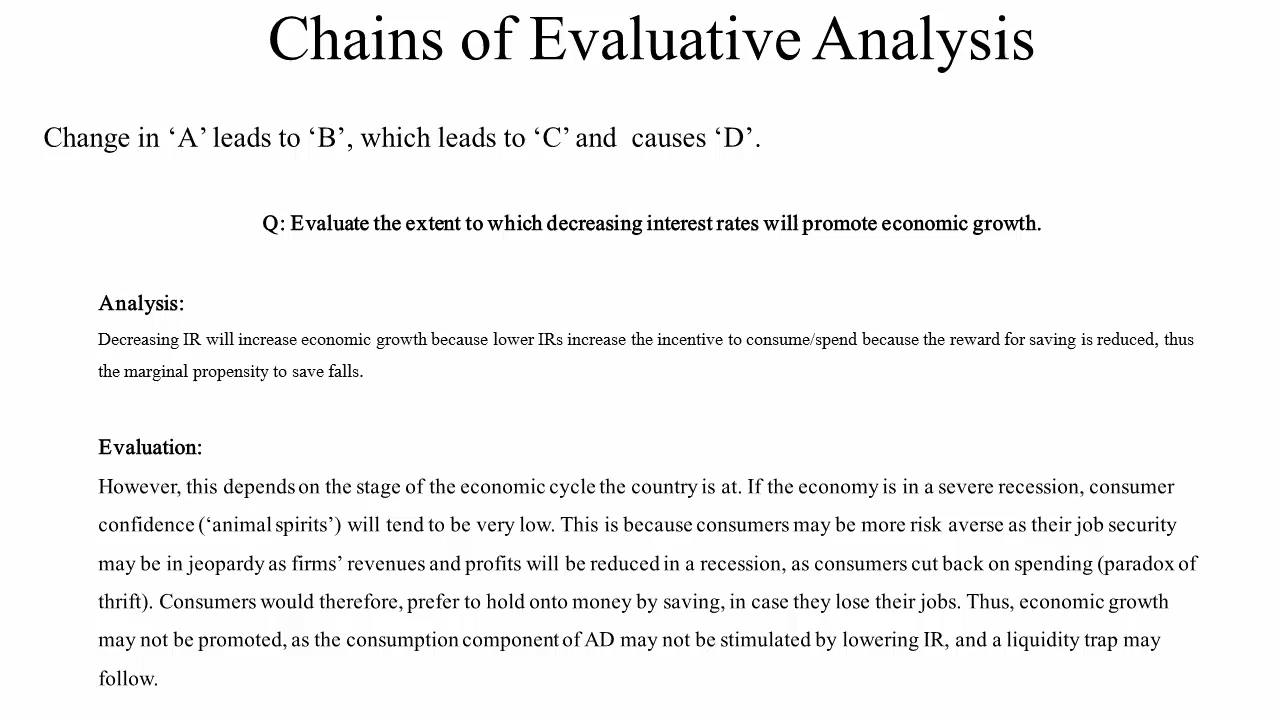 Chains of Evaluative Analysis
Change in ‘A’ leads to ‘B’, which leads to ‘C’ and  causes ‘D’.
Q: Evaluate the extent to which decreasing interest rates will promote economic growth.
Analysis:
Decreasing IR will increase economic growth because lower IRs increase the incentive to consume/spend because the reward for saving is reduced, thus
the marginal propensity to save falls.
Evaluation:
However, this depends on the stage of the economic cycle the country is at. If the economy is in a severe recession, consumer
confidence (‘animal spirits’) will tend to be very low. This is because consumers may be more risk averse as their job security
may be in jeopardy as firms’ revenues and profits will be reduced in a recession, as consumers cut back on spending (paradox of
thrift). Consumers would therefore, prefer to hold onto money by saving, in case they lose their jobs. Thus, economic growth
may not be promoted, as the consumption component of AD may not be stimulated by lowering IR, and a liquidity trap may
follow.